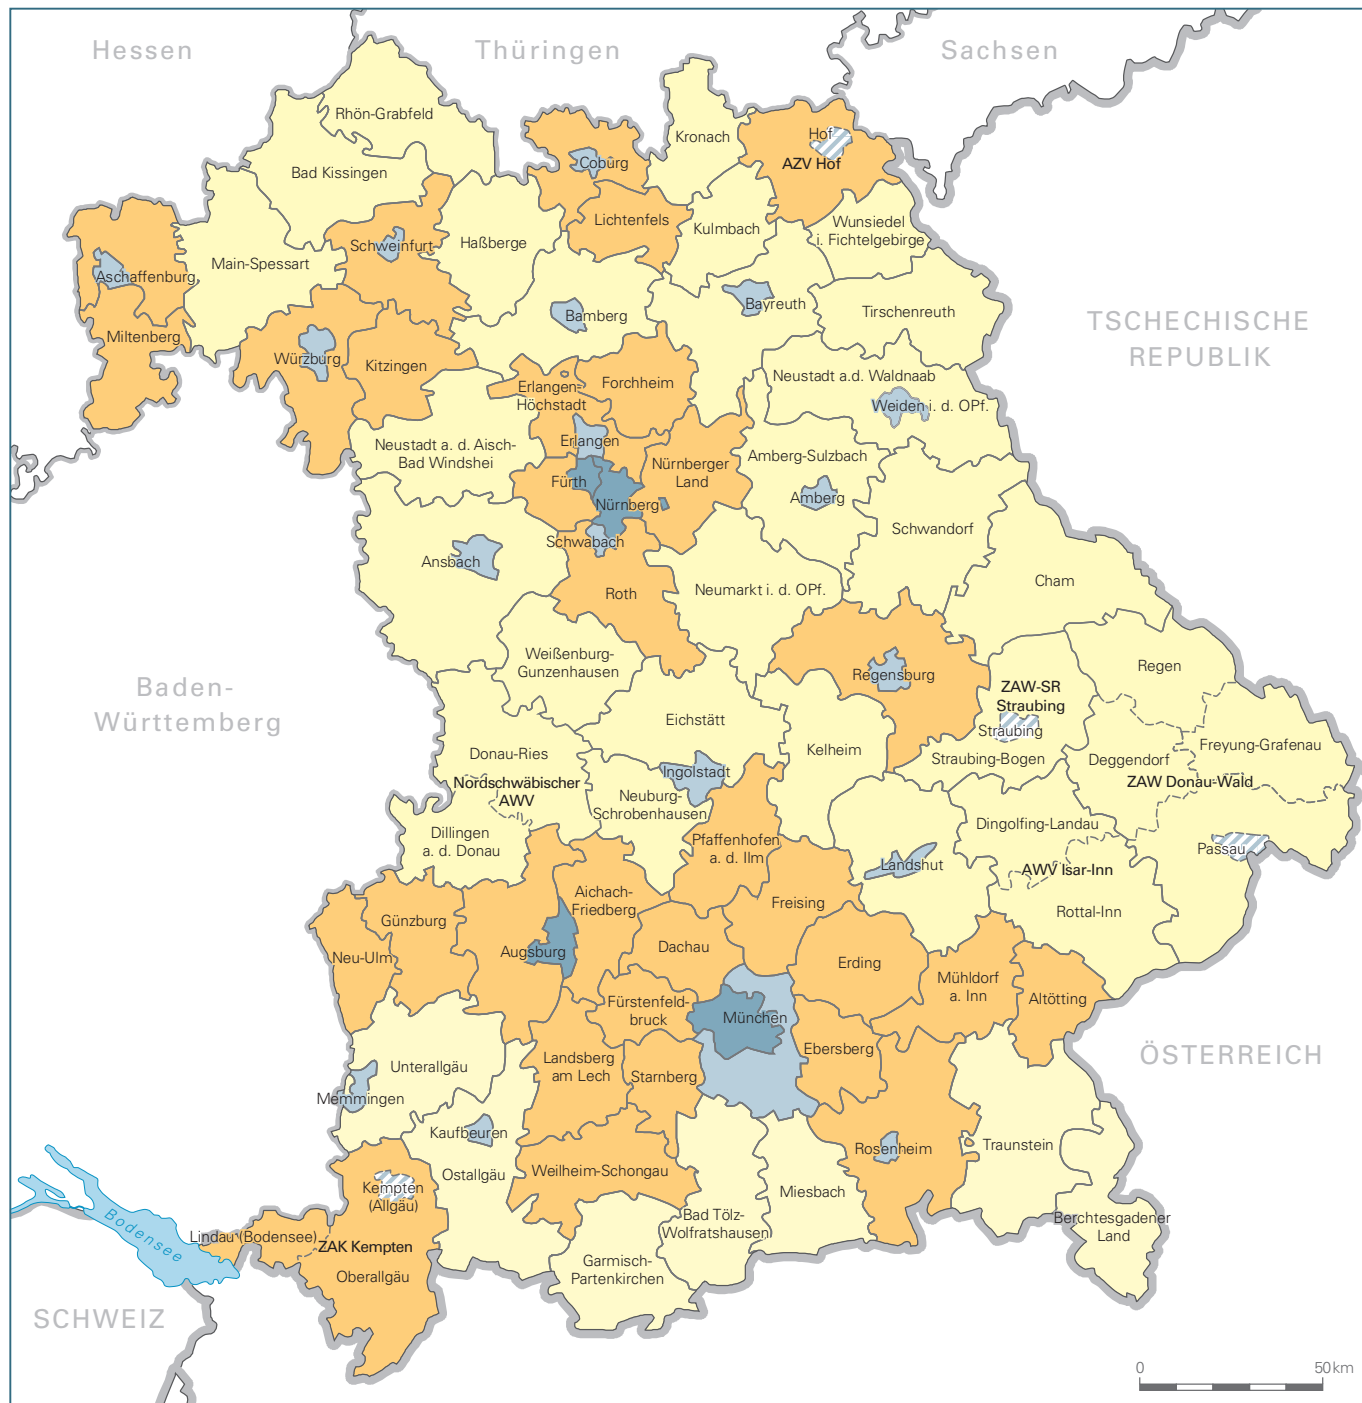 Hessen
Thüringen
Sachsen
Rhön-Grabfeld
Kronach
Hof
AZV Hof
Coburg
Bad Kissingen
Lichtenfels
Kulmbach
Wunsiedel
i. Fichtelgebirge
Schweinfurt
Haßberge
Main-Spessart
Aschaffenburg
Bayreuth
Tirschenreuth
Bamberg
TSCHECHISCHE
REPUBLIK
Miltenberg
Würzburg
Kitzingen
Erlangen-
Höchstadt
Forchheim
Neustadt a.d. Waldnaab
Weiden i. d. OPf.
Neustadt a. d. Aisch-
Bad Windshei
Erlangen
Amberg-Sulzbach
Nürnberger
Land
Fürth
Nürnberg
Amberg
Schwandorf
Schwabach
Ansbach
Cham
Roth
Neumarkt i. d. OPf.
Weißenburg-
Gunzenhausen
Regensburg
Regen
ZAW-SR
Straubing
Straubing
Baden-
Württemberg
Eichstätt
Kelheim
Donau-Ries
Straubing-Bogen
Deggendorf
Freyung-Grafenau
ZAW Donau-Wald
Nordschwäbischer
AWV
Ingolstadt
Neuburg-
Schrobenhausen
Dingolfing-Landau
Dillingen
a. d. Donau
Pfaffenhofen
a. d. Ilm
Landshut
Passau
AWV Isar-Inn
Rottal-Inn
Aichach-
Friedberg
Freising
Günzburg
Neu-Ulm
Augsburg
Dachau
Erding
Mühldorf
a. Inn
Altötting
Fürstenfeld-
bruck
München
Ebersberg
ÖSTERREICH
Unterallgäu
Landsberg
am Lech
Starnberg
Memmingen
Kaufbeuren
Rosenheim
Traunstein
Ostallgäu
Weilheim-Schongau
Miesbach
Kempten
(Allgäu)
Bad Tölz-
Wolfratshausen
Berchtesgadener
Land
Bodensee
Lindau (Bodensee)
ZAK Kempten
Oberallgäu
Garmisch-
Partenkirchen
SCHWEIZ
0
50 km